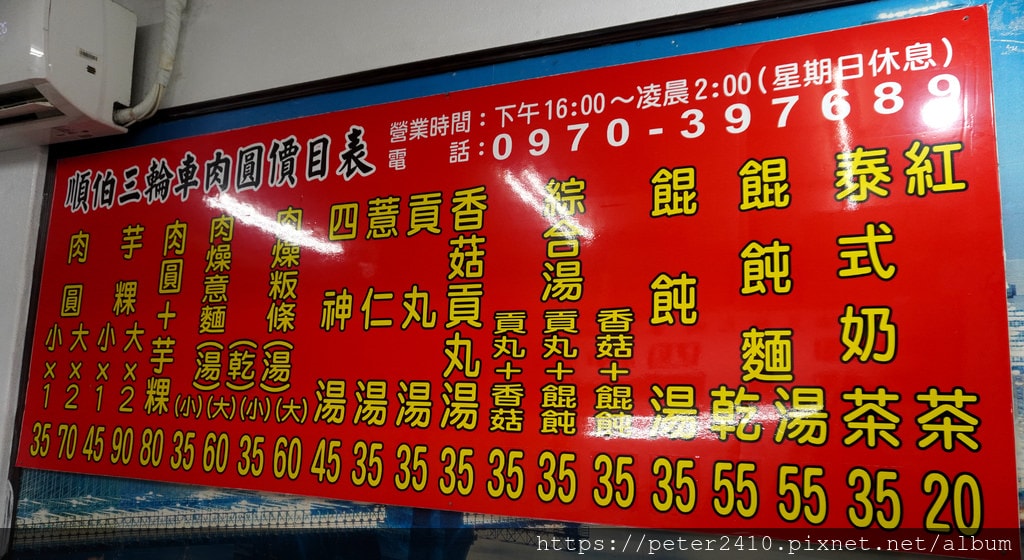 順伯三輪車肉圓價目表
營業時間：下午16:00～凌晨2:00(星期日休息)
電話：0970-397689
肉圓 小x1 35
大x2 70
芋粿 小x1 45
大x2 90
肉圓+芋粿 80
肉燥意麵(湯)(乾) (小) 35
(大) 60
肉燥粄條(湯) (小) 35
(大) 60
四神湯 45
薏仁湯 35
貢丸湯 35
香菇貢丸湯 35
綜合湯
貢丸+香菇 35
貢丸+餛飩 35
香菇+餛飩 35
餛飩湯 35
餛飩麵
乾 55
湯 55
泰式奶茶 35
紅茶 20
https://peter2410.pixnet.net/album